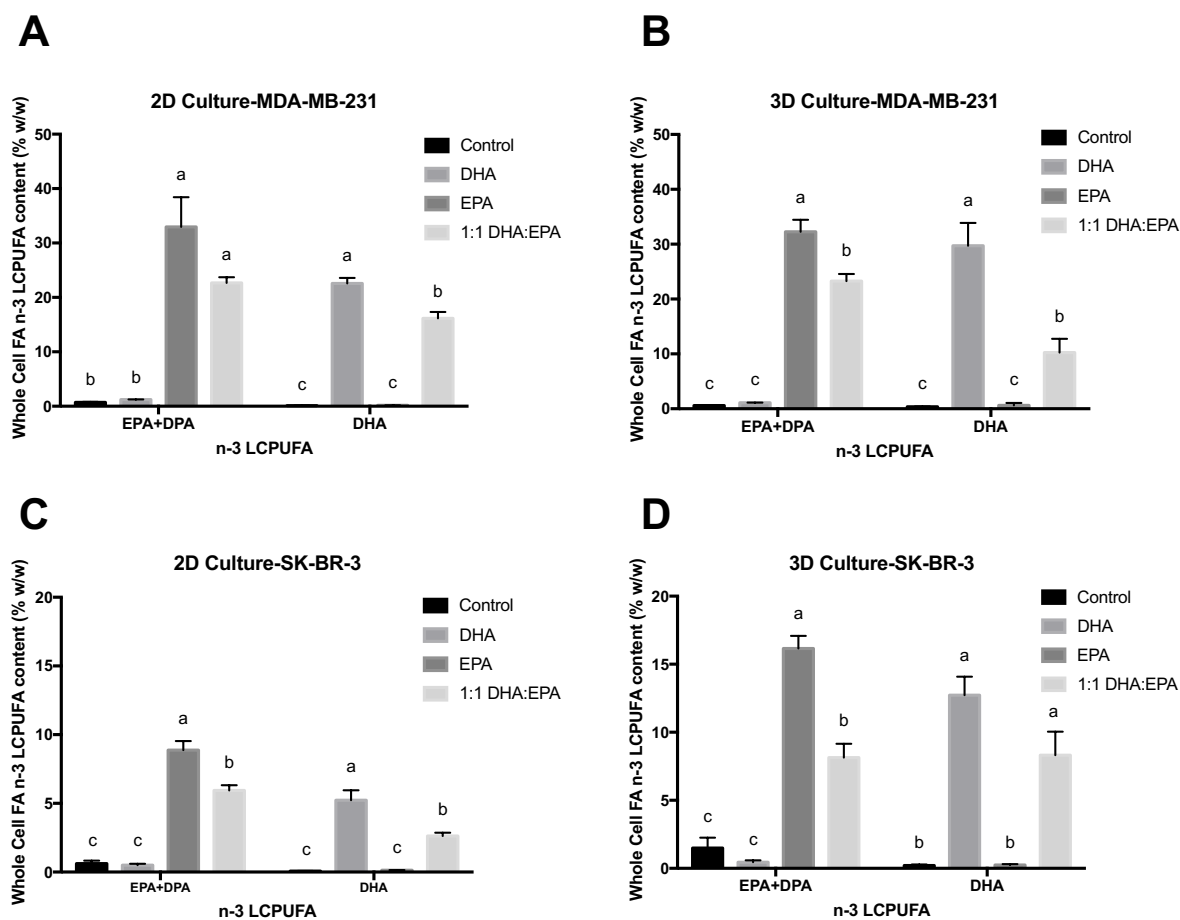 A
2D Culture-MDA-MB-231
Whole Cell FA n-3 LCPUFA content (% w/w)
50
40
30
20
10
0
Control
DHA
EPA
1:1 DHA:EPA
b
b
a
a
c
a
c
b
EPA+DPA
DHA
n-3 LCPUFA
B
3D Culture-MDA-MB-231
Whole Cell FA n-3 LCPUFA content (% w/w)
50
40
30
20
10
0
Control
DHA
EPA
1:1 DHA:EPA
c
c
a
b
c
a
c
b
EPA+DPA
DHA
n-3 LCPUFA
C
2D Culture-SK-BR-3
Whole Cell FA n-3 LCPUFA content (% w/w)
20
15
10
5
0
Control
DHA
EPA
1:1 DHA:EPA
c
c
a
b
c
a
c
b
EPA+DPA
DHA
n-3 LCPUFA
D
3D Culture-SK-BR-3
Whole Cell FA n-3 LCPUFA content (% w/w)
20
15
10
5
0
Control
DHA
EPA
1:1 DHA:EPA
c
c
a
b
b
a
b
a
EPA+DPA
DHA
n-3 LCPUFA